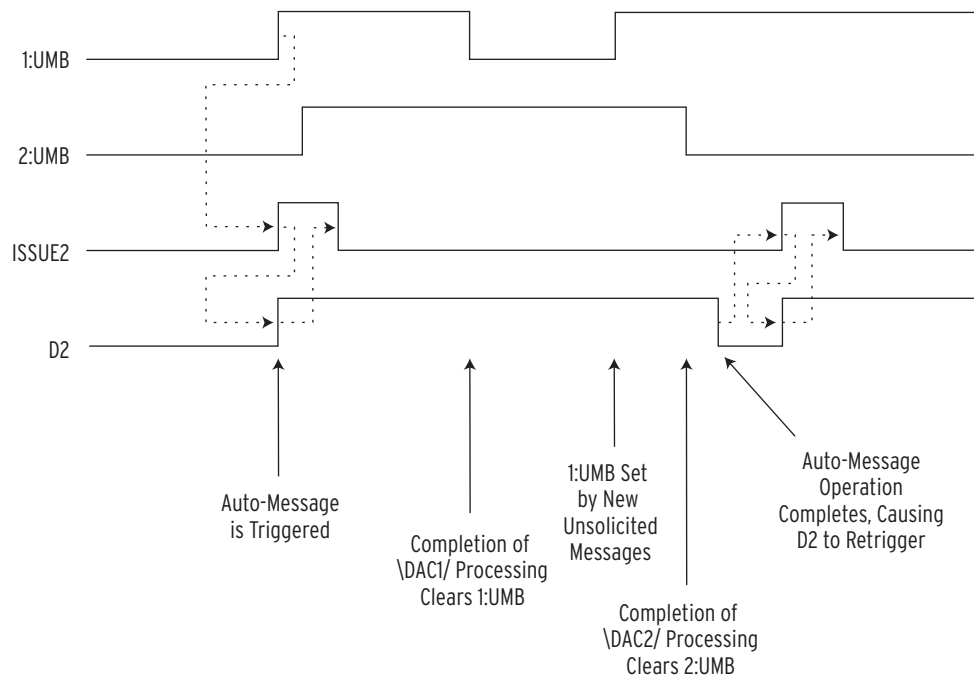 1:UMB
2:UMB
ISSUE2
D2
Auto-Message
is Triggered
Completion of
\DAC1/ Processing
Clears 1:UMB
1:UMB Set
by New
Unsolicited
Messages
Completion of
\DAC2/ Processing
Clears 2:UMB
Auto-Message
Operation
Completes, Causing
D2 to Retrigger